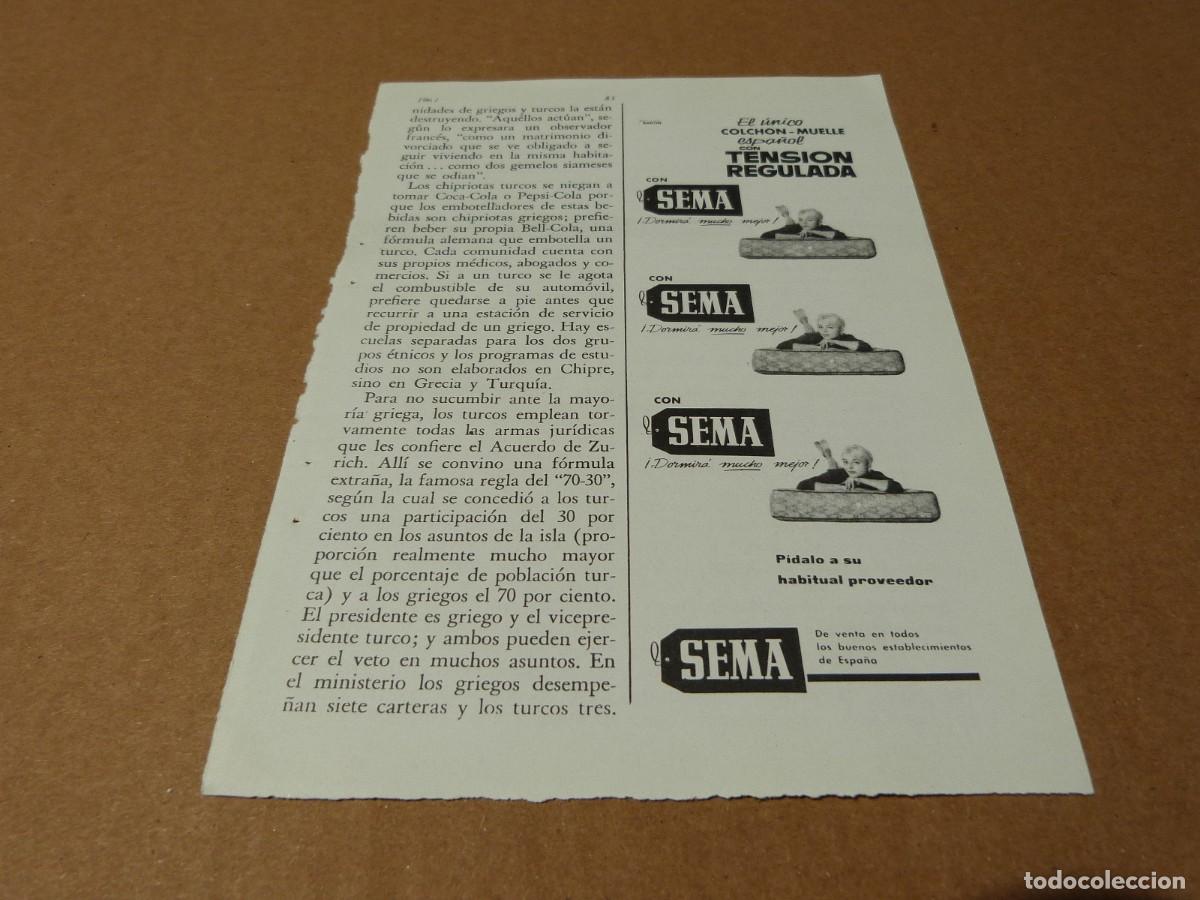 83
nidades de griegos y turcos la están
destruyendo. "Aquéllos actúan", se-
gún lo expresara un observador
francés, "como un matrimonio di-
vorciado que se ve obligado a se-
guir viviendo en la misma habita-
ción . . . como dos gemelos siameses
que se odian".
Los chipriotas turcos se niegan a
tomar Coca-Cola o Pepsi-Cola por-
que los embotelladores de estas be-
bidas son chipriotas griegos; prefie-
ren beber su propia Bell-Cola, una
fórmula alemana que embotella un
turco. Cada comunidad cuenta con
sus propios médicos, abogados y co-
mercios. Si a un turco se le agota
el combustible de su automóvil,
prefiere quedarse a pie antes que
recurrir a una estación de servicio
de propiedad de un griego. Hay es-
cuelas separadas para los dos gru-
pos étnicos y los programas de estu-
dios no son elaborados en Chipre,
sino en Grecia y Turquía.
Para no sucumbir ante la mayo-
ría griega, los turcos emplean tor-
vamente todas las armas jurídicas
que les confiere el Acuerdo de Zu-
rich. Allí se convino una fórmula
extraña, la famosa regla del "70-30",
según la cual se concedió a los tur-
cos una participación del 30 por
ciento en los asuntos de la isla (pro-
porción realmente mucho mayor
que el porcentaje de población tur-
ca) y a los griegos el 70 por ciento.
El presidente es griego y el vicepre-
sidente turco; y ambos pueden ejer-
cer el veto en muchos asuntos. En
el ministerio los griegos desempe-
ñan siete carteras y los turcos tres.
El único
COLCHON-MUELLE
español
CON
TENSION
REGULADA
CON
SEMA
¡Dormirá mucho mejor!
CON
SEMA
¡Dormirá mucho mejor!
CON
SEMA
¡Dormirá mucho mejor!
Pídalo a su
habitual proveedor
SEMA
De venta en todos
los buenos establecimientos
de España
todocoleccion